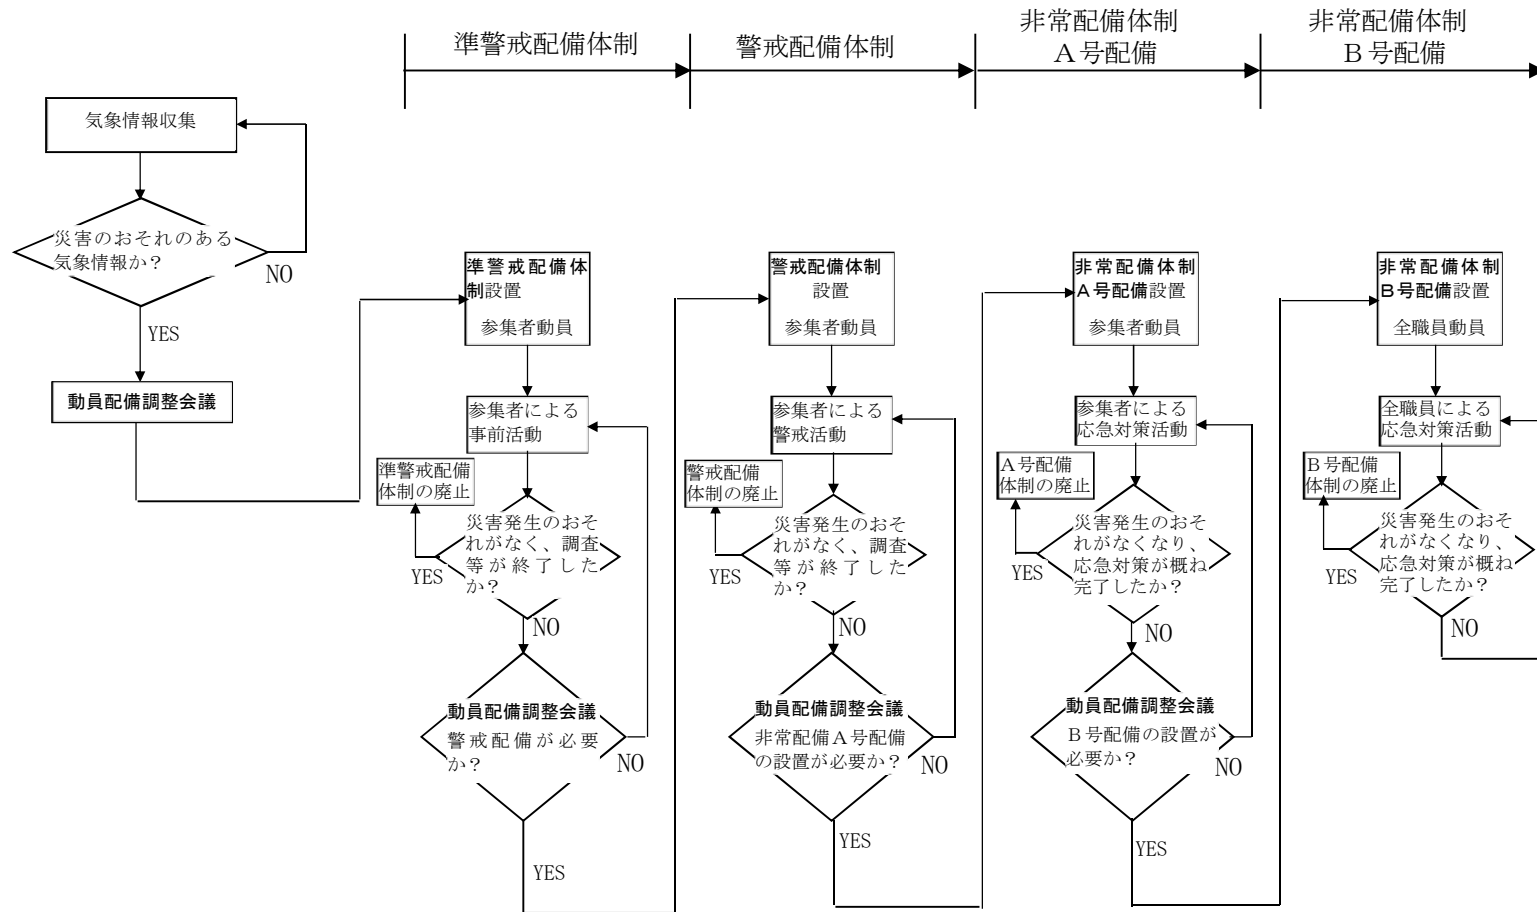 準警戒配備体制
警戒配備体制
非常配備体制
A号配備
非常配備体制
B号配備
気象情報収集
災害のおそれのある
気象情報か?
NO
YES
動員配備調整会議
準警戒配備体
制設置
参集者動員
参集者による
事前活動
準警戒配備
体制の廃止
災害発生のおそ
れがなく、調査
等が終了した
か?
YES
NO
動員配備調整会議
警戒配備が必要
か?
NO
YES
警戒配備体制
設置
参集者動員
参集者による
警戒活動
警戒配備
体制の廃止
災害発生のおそ
れがなく、調査
等が終了した
か?
YES
NO
動員配備調整会議
非常配備A号配備
の設置が必要か?
NO
YES
非常配備体制
A号配備設置
参集者動員
参集者による
応急対策活動
A号配備
体制の廃止
災害発生のおそ
れがなくなり、
応急対策が概ね
完了したか?
YES
NO
動員配備調整会議
B号配備の設置が
必要か?
NO
YES
非常配備体制
B号配備設置
全職員動員
全職員による
応急対策活動
B号配備
体制の廃止
災害発生のおそ
れがなくなり、
応急対策が概ね
完了したか?
YES
NO